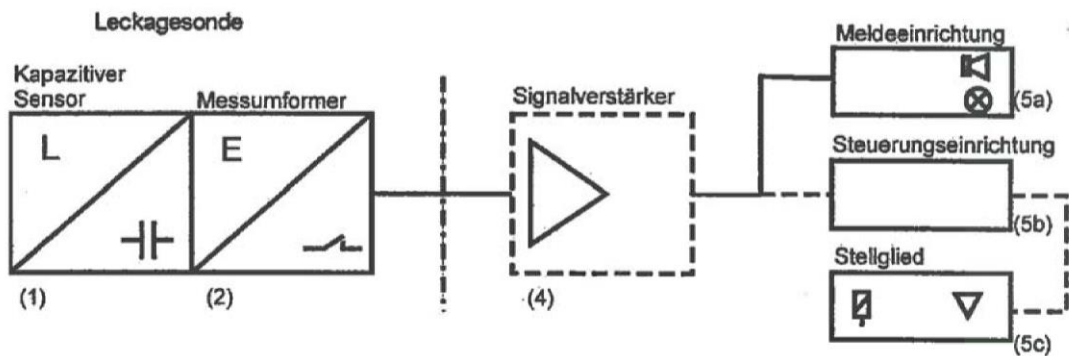 Leckagesonde
Kapazitiver
Sensor
Messumformer
L
E
(1)
(2)
Signalverstärker
(4)
Meldeeinrichtung
(5a)
Steuerungseinrichtung
(5b)
Stellglied
(5c)